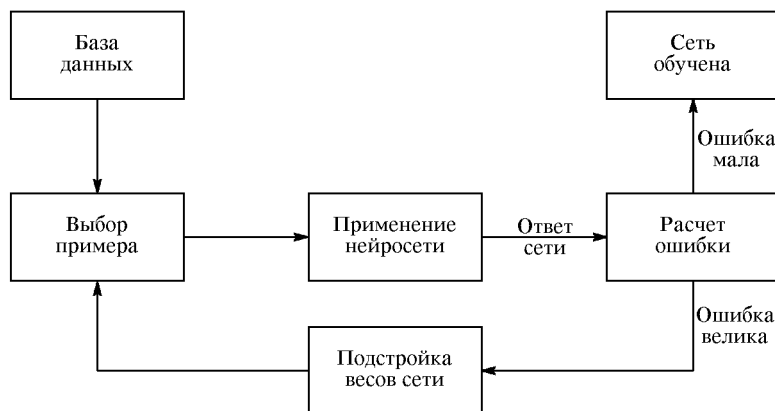 База
данных
Сеть
обучена
Ошибка
мала
Выбор
примера
Применение
нейросети
Ответ
сети
Расчет
ошибки
Ошибка
велика
Подстройка
весов сети